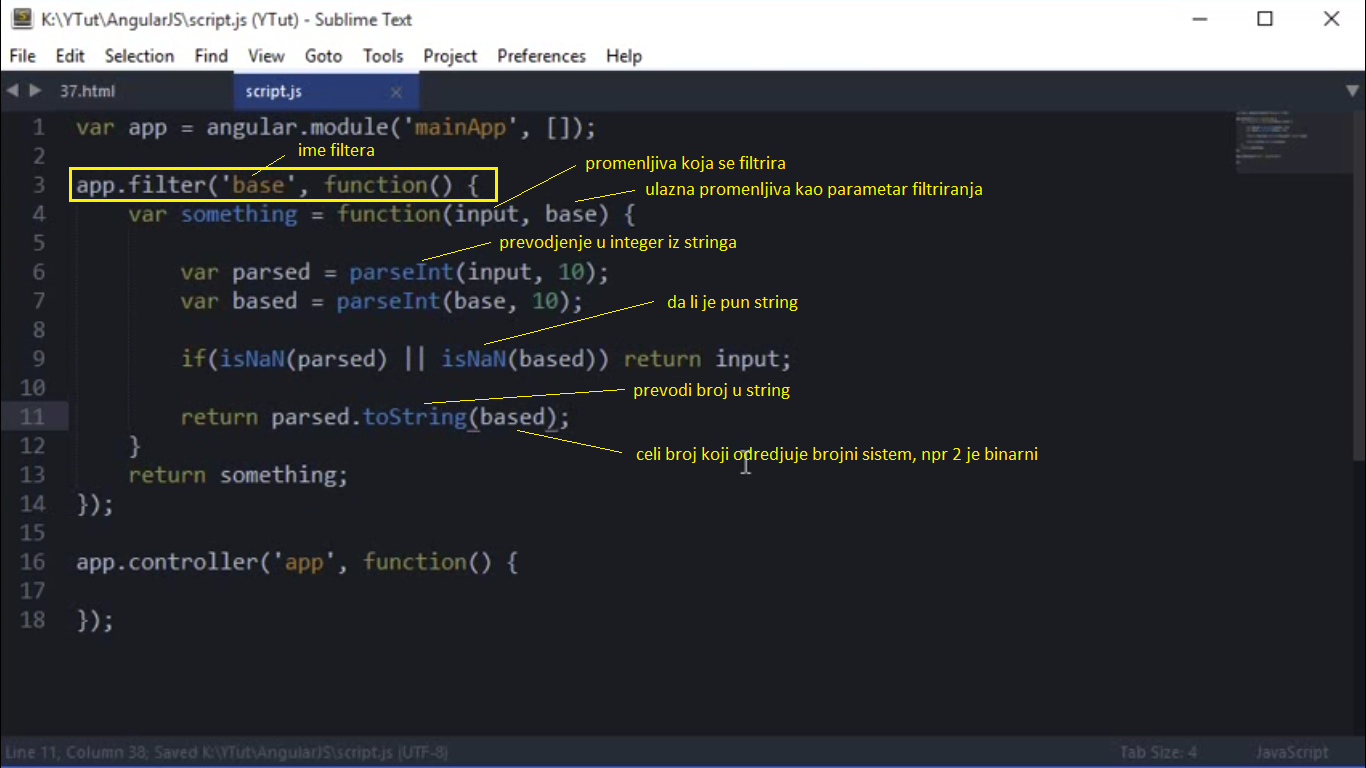 K:\YTut\AngularJS\script.js (YTut) - Sublime Text
File Edit Selection Find View Goto Tools Project Preferences Help
37.html script.js
1 var app = angular.module('mainApp', []);
ime filtera
2
promenljiva koja se filtrira
3 app.filter('base', function() {
ulazna promenljiva kao parametar filtriranja
4 var something = function(input, base) {
5
prevodjenje u integer iz stringa
6 var parsed = parseInt(input, 10);
7 var based = parseInt(base, 10);
da li je pun string
8
9 if(isNaN(parsed) || isNaN(based)) return input;
10
prevodi broj u string
11 return parsed.toString(based);
12 }
celi broj koji odredjuje brojni sistem, npr 2 je binarni
13 return something;
14 });
15
16 app.controller('app', function() {
17
18 });
Line 11, Column 38; Saved K:\YTut\AngularJS\script.js (UTF-8) Tab Size: 4 JavaScript